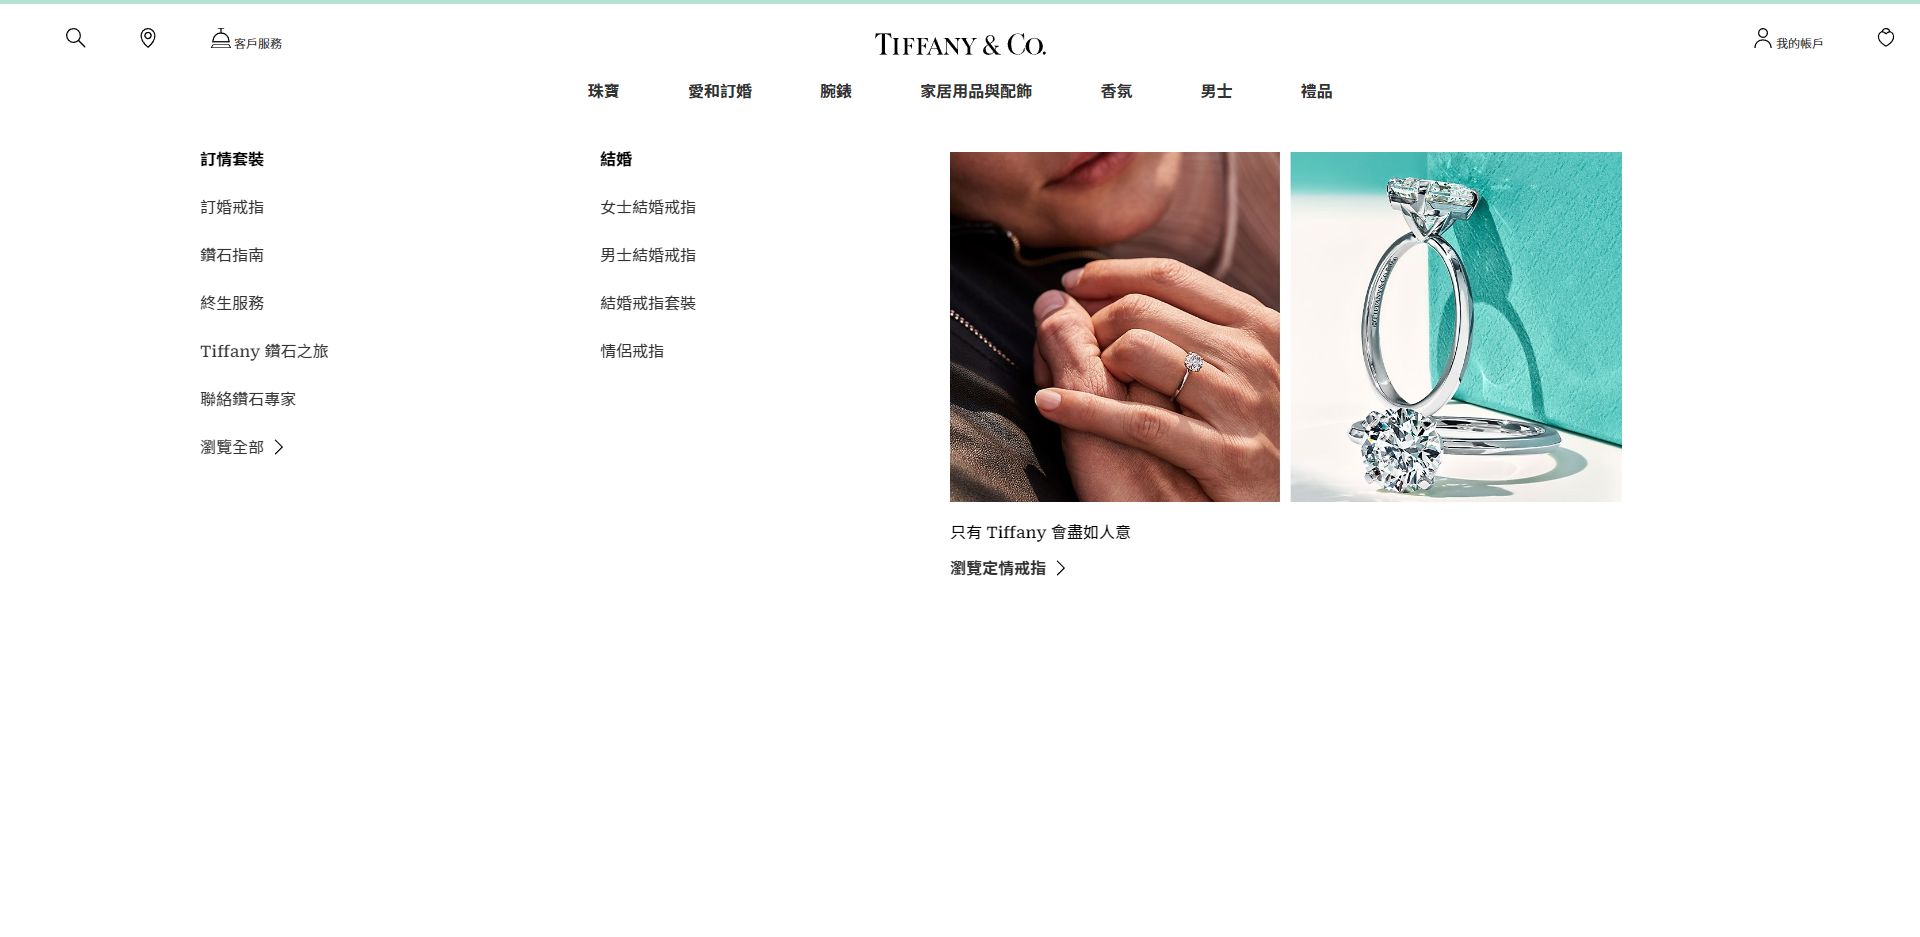 客戶服務
TIFFANY & CO.
我的帳戶
珠寶
愛和訂婚
腕錶
家居用品與配飾
香氛
男士
禮品
訂情套裝
訂婚戒指
鑽石指南
終生服務
Tiffany 鑽石之旅
聯絡鑽石專家
瀏覽全部
結婚
女士結婚戒指
男士結婚戒指
結婚戒指套裝
情侶戒指
只有 Tiffany 會盡如人意
瀏覽定情戒指